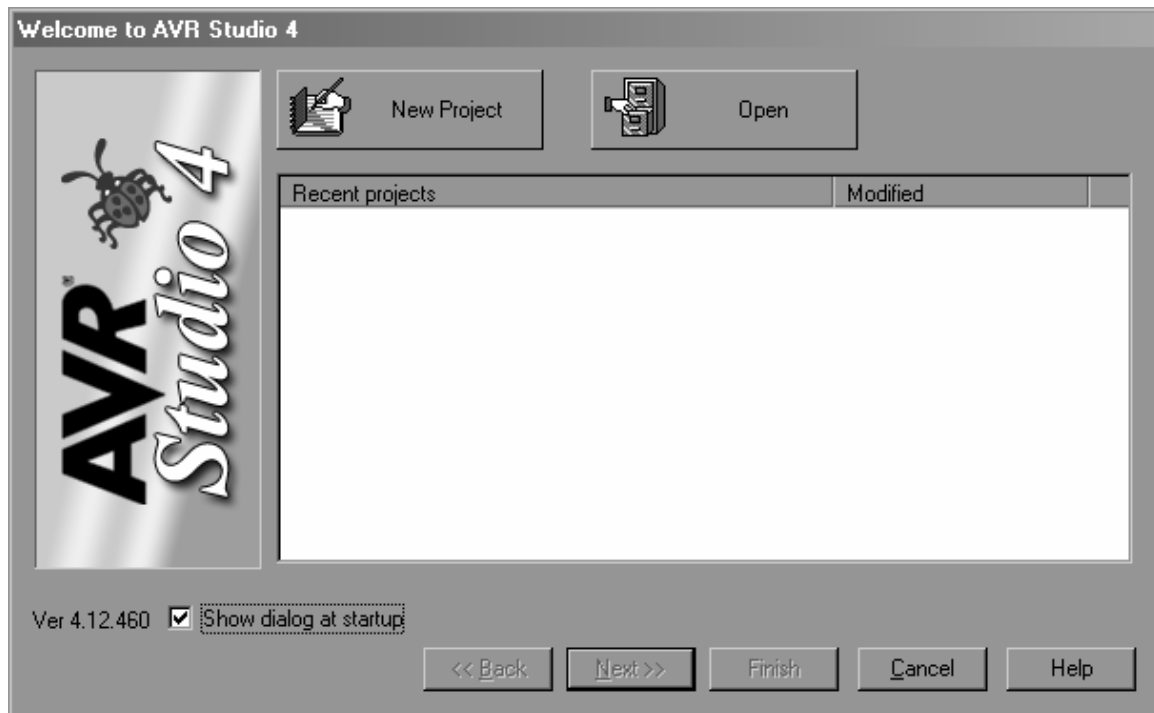 Welcome to AVR Studio 4
New Project
Open
AVR®
Studio 4
Recent projects Modified
Ver 4.12.460 Show dialog at startup
<< Back Next >> Finish Cancel Help